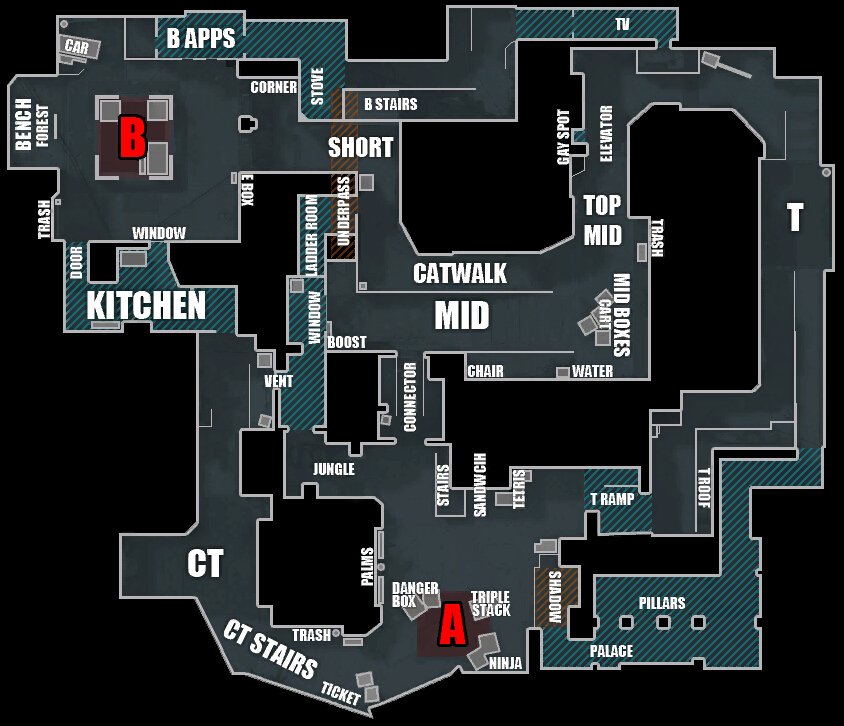 TV
CAR
B APPS
CORNER
STOVE
B STAIRS
BENCH
FOREST
B
SHORT
GAY SPOT
ELEVATOR
E BOX
UNDERPASS
LADDER ROOM
TRASH
WINDOW
TOP
MID
TRASH
T
DOOR
KITCHEN
CATWALK
MID
WINDOW
BOOST
MID BOXES
CART
VENT
CONNECTOR
CHAIR
WATER
JUNGLE
STAIRS
SANDWCIH
TETRIS
T RAMP
T ROOF
CT
PALMS
DANGER
BOX
TRIPLE
STACK
A
SHADOW
PILLARS
PALACE
CT STAIRS
TRASH
TICKET
NINJA